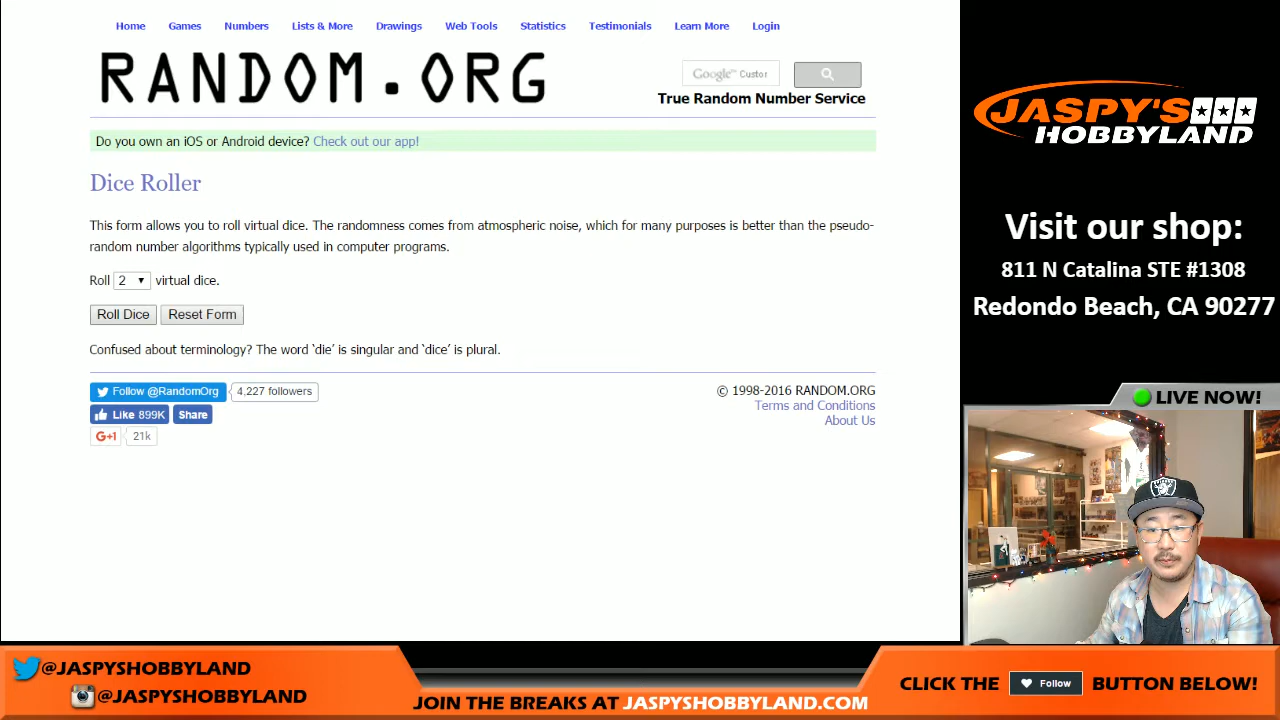 Home Games Numbers Lists & More Drawings Web Tools Statistics Testimonials Learn More Login
RANDOM.ORG
Google™ Custor
True Random Number Service
Do you own an iOS or Android device? Check out our app!
Dice Roller
This form allows you to roll virtual dice. The randomness comes from atmospheric noise, which for many purposes is better than the pseudo-
random number algorithms typically used in computer programs.
Roll 2 virtual dice.
Roll Dice Reset Form
Confused about terminology? The word ‘die’ is singular and ‘dice’ is plural.
Follow @RandomOrg 4,227 followers
Like 899K Share
G+1 21k
© 1998-2016 RANDOM.ORG
Terms and Conditions
About Us
JASPY'S
HOBBYLAND
Visit our shop:
811 N Catalina STE #1308
Redondo Beach, CA 90277
LIVE NOW!
@JASPYSHOBBYLAND
@JASPYSHOBBYLAND
JOIN THE BREAKS AT JASPYSHOBBYLAND.COM
CLICK THE Follow BUTTON BELOW!